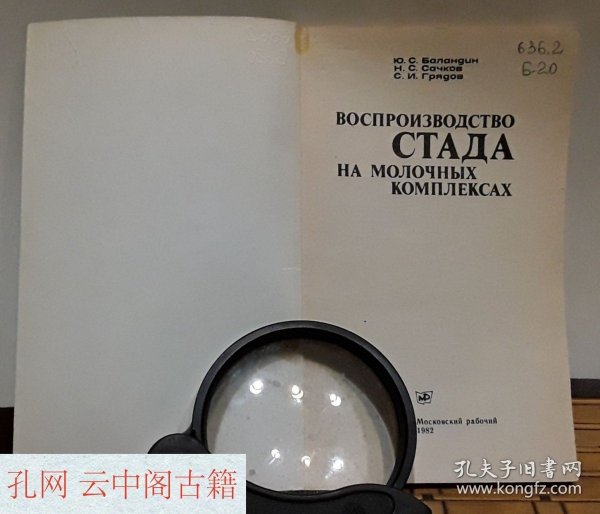 Ю. С. Баландин
Н. С. Сачков
С. И. Грядов
636.2
Б-20
ВОСПРОИЗВОДСТВО
СТАДА
НА МОЛОЧНЫХ
КОМПЛЕКСАХ
МР
Московский рабочий
1982
孔网 云中阁古籍
孔夫子旧书网
www.kongfz.com